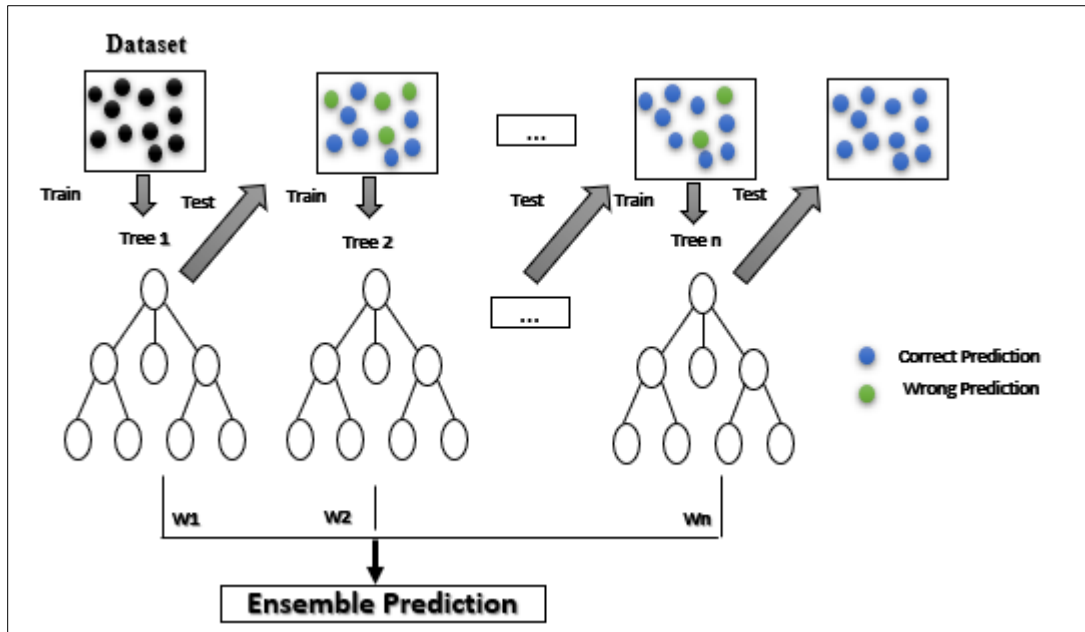 Dataset
...
Train
Test
Train
Test
Train
Test
Tree 1
Tree 2
Tree n
...
Correct Prediction
Wrong Prediction
W1
W2
Wn
Ensemble Prediction